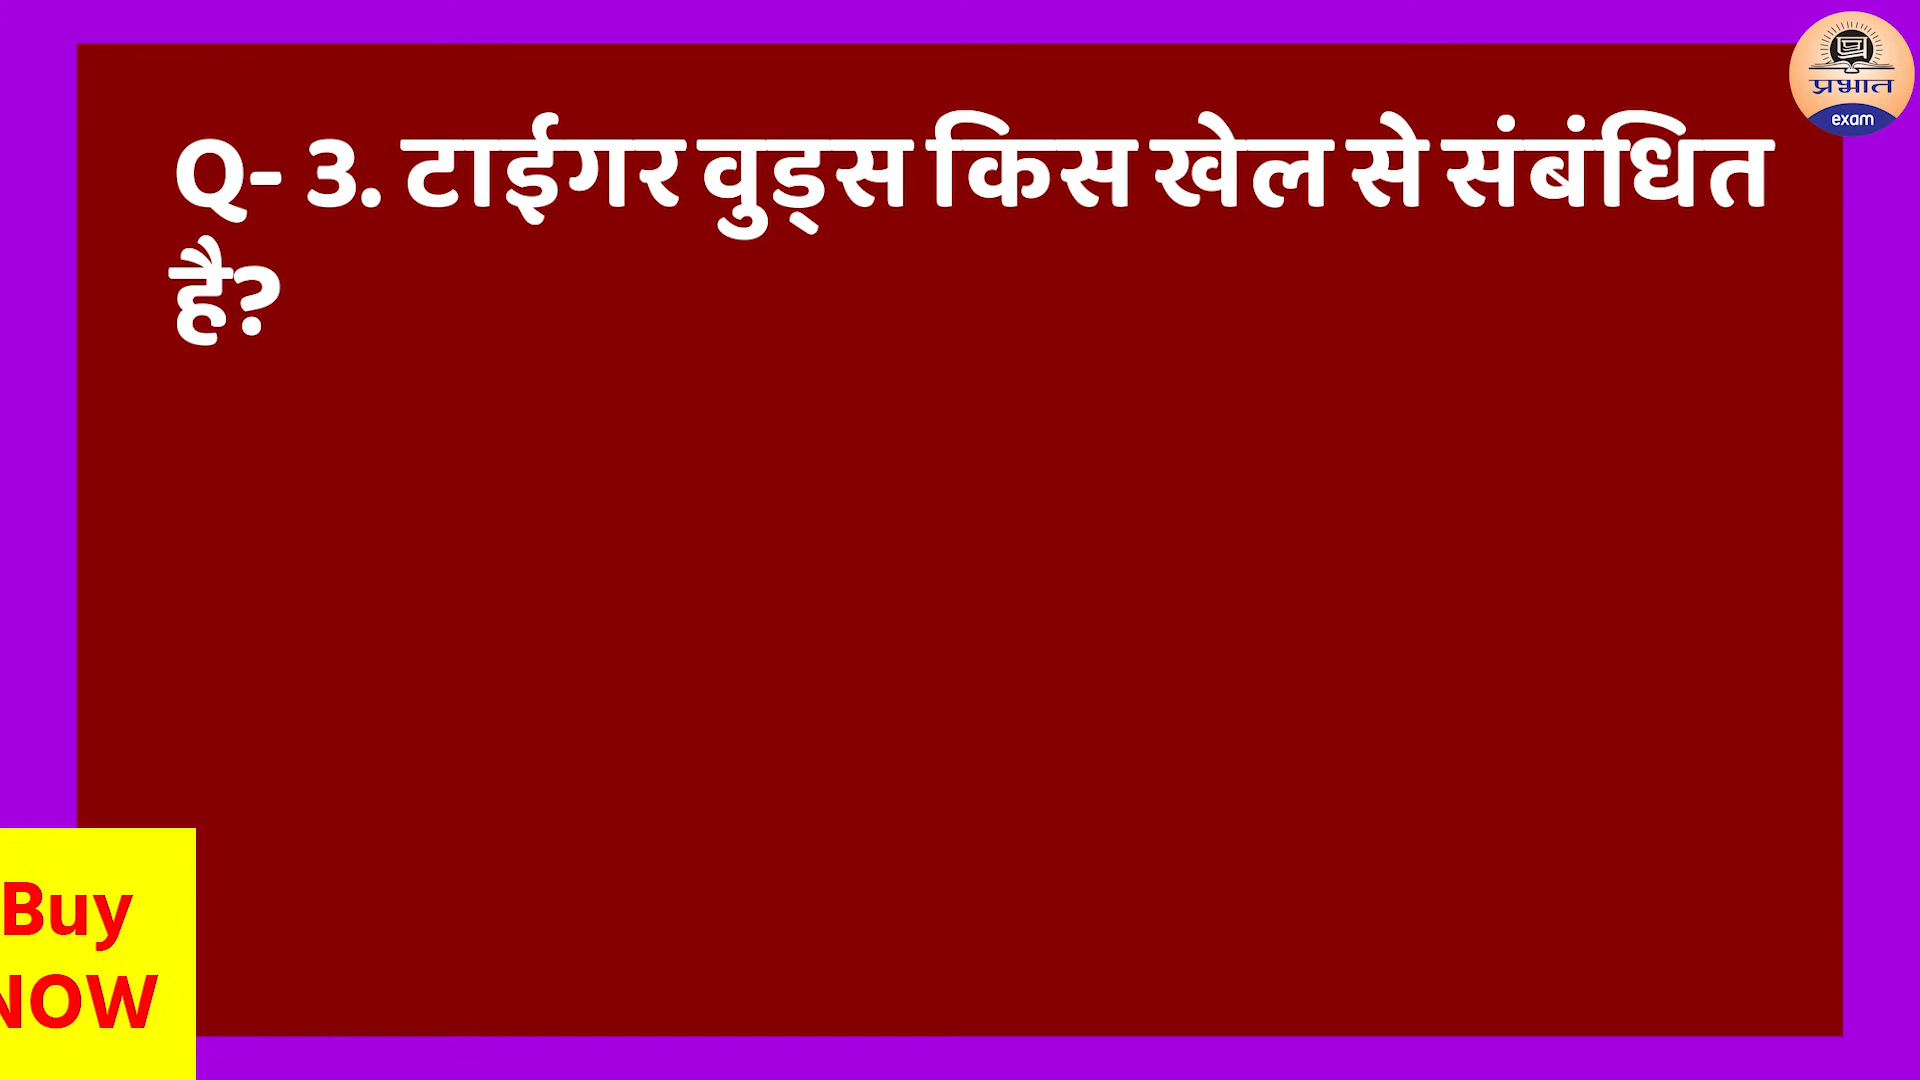 प्रभात
exam
Q- 3. टाईगर वुड्स किस खेल से संबंधित
है?
Buy
NOW